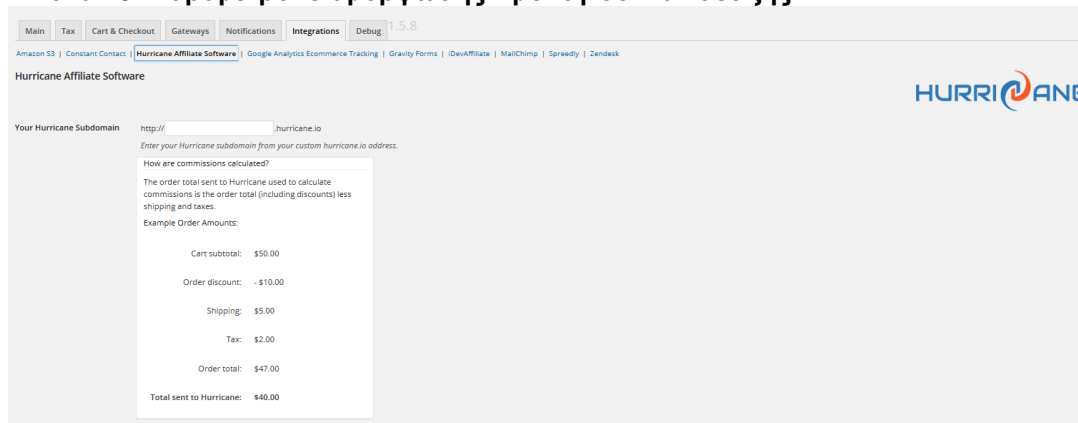 Main Tax Cart & Checkout Gateways Notifications Integrations Debug 1.5.8
Amazon S3 | Constant Contact | Hurricane Affiliate Software | Google Analytics Ecommerce Tracking | Gravity Forms | iDevAffiliate | MailChimp | Spreedly | Zendesk
Hurricane Affiliate Software
HURRICANE
Your Hurricane Subdomain http:// .hurricane.io
Enter your Hurricane subdomain from your custom hurricane.io address.
How are commissions calculated?
The order total sent to Hurricane used to calculate
commissions is the order total (including discounts) less
shipping and taxes.
Example Order Amounts:
Cart subtotal: $50.00
Order discount: - $10.00
Shipping: $5.00
Tax: $2.00
Order total: $47.00
Total sent to Hurricane: $40.00